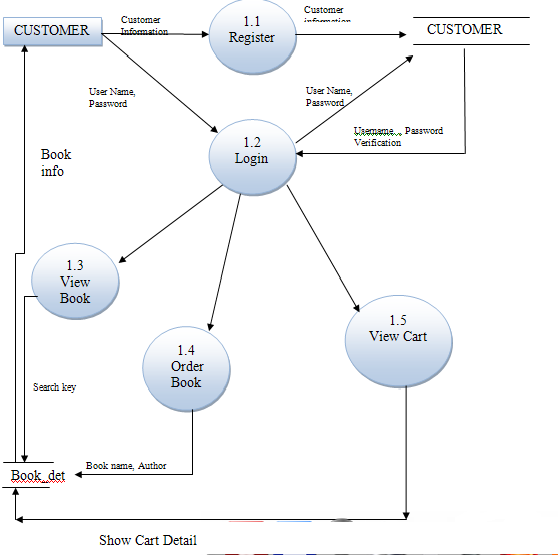 CUSTOMER
Customer
Information
1.1
Register
Customer
information
CUSTOMER
User Name,
Password
User Name,
Password
Username , Password
Verification
1.2
Login
Book
info
1.3
View
Book
1.4
Order
Book
1.5
View Cart
Search key
Book name, Author
Book_det
Show Cart Detail